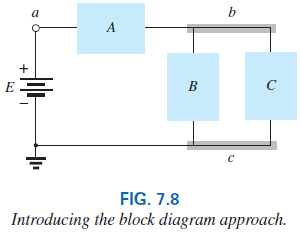 a
b
A
+
E
B
C
−
c
FIG. 7.8
Introducing the block diagram approach.